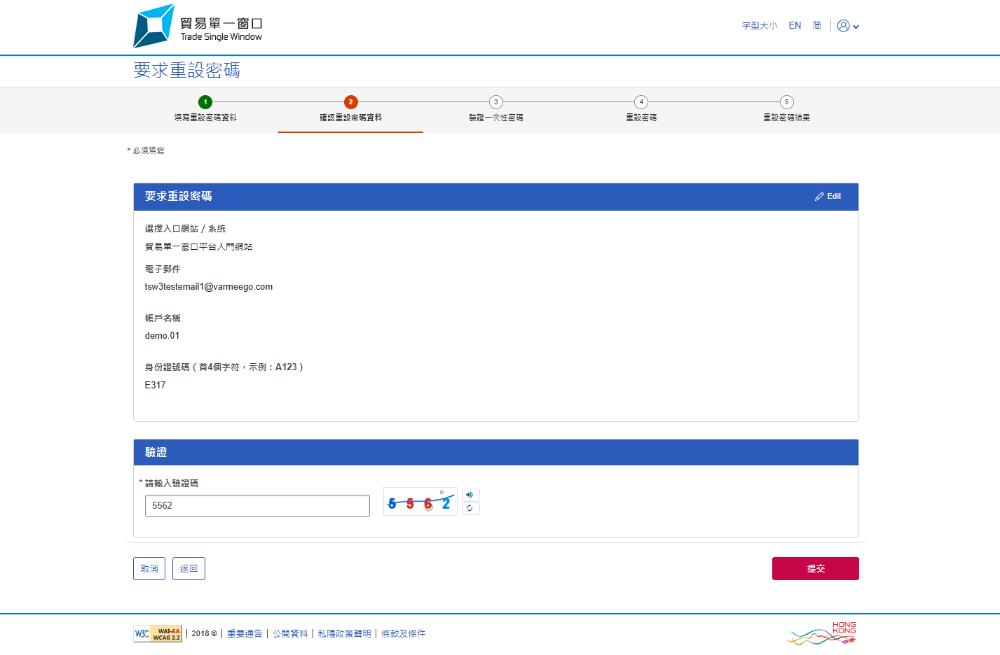 貿易單一窗口
Trade Single Window
字型大小 EN 简
要求重設密碼
1 2 3 4 5
填寫重設密碼資料 確認重設密碼資料 驗證一次性密碼 重設密碼 重設密碼結果
* 必須填寫
要求重設密碼 Edit
選擇入口網站 / 系統
貿易單一窗口平台入門網站
電子郵件
tsw3testemail1@varmeego.com
帳戶名稱
demo.01
身份證號碼 ( 首4個字符，示例 : A123 )
E317
驗證
* 請輸入驗證碼
5562 5 5 6 2
取消 返回 提交
W3C WAI-AA WCAG 2.2 | 2018 © | 重要通告 | 公開資料 | 私隱政策聲明 | 條款及條件
HONG
KONG